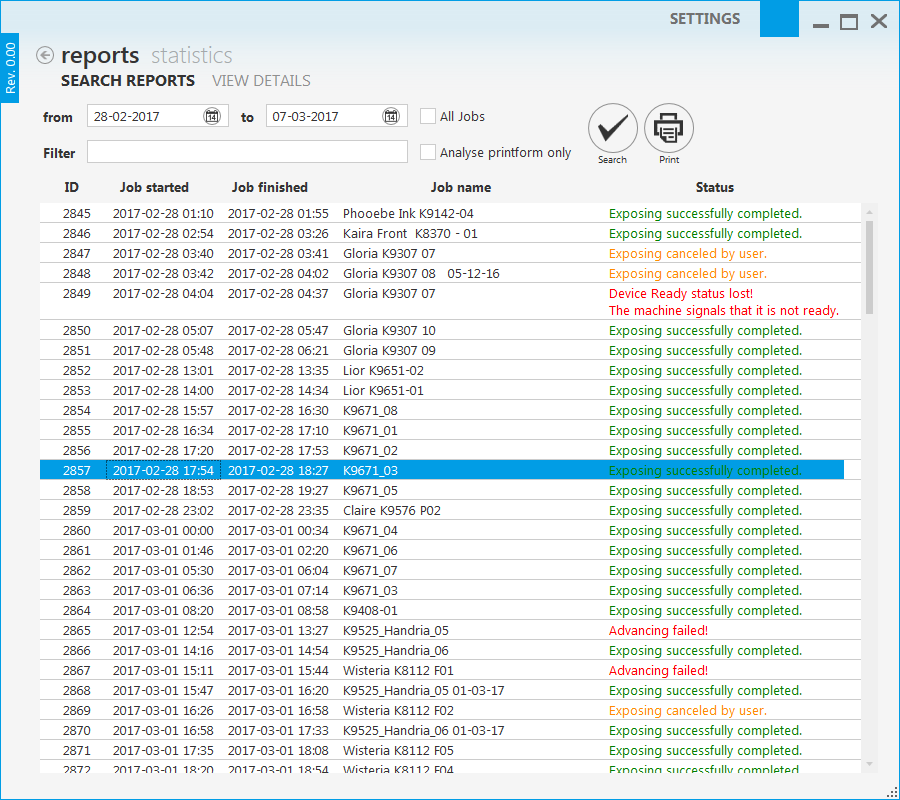 SETTINGS
Rev. 0.00
reports statistics
SEARCH REPORTS VIEW DETAILS
from 28-02-2017 14 to 07-03-2017 14 All Jobs
Filter Analyse printform only
Search Print
ID Job started Job finished Job name Status
2845 2017-02-28 01:10 2017-02-28 01:55 Phooebe Ink K9142-04 Exposing successfully completed.
2846 2017-02-28 02:54 2017-02-28 03:26 Kaira Front K8370 - 01 Exposing successfully completed.
2847 2017-02-28 03:40 2017-02-28 03:41 Gloria K9307 07 Exposing canceled by user.
2848 2017-02-28 03:42 2017-02-28 04:02 Gloria K9307 08 05-12-16 Exposing canceled by user.
2849 2017-02-28 04:04 2017-02-28 04:37 Gloria K9307 07 Device Ready status lost!
The machine signals that it is not ready.
2850 2017-02-28 05:07 2017-02-28 05:47 Gloria K9307 10 Exposing successfully completed.
2851 2017-02-28 05:48 2017-02-28 06:21 Gloria K9307 09 Exposing successfully completed.
2852 2017-02-28 13:01 2017-02-28 13:35 Lior K9651-02 Exposing successfully completed.
2853 2017-02-28 14:00 2017-02-28 14:34 Lior K9651-01 Exposing successfully completed.
2854 2017-02-28 15:57 2017-02-28 16:30 K9671_08 Exposing successfully completed.
2855 2017-02-28 16:34 2017-02-28 17:10 K9671_01 Exposing successfully completed.
2856 2017-02-28 17:20 2017-02-28 17:53 K9671_02 Exposing successfully completed.
2857 2017-02-28 17:54 2017-02-28 18:27 K9671_03 Exposing successfully completed.
2858 2017-02-28 18:53 2017-02-28 19:27 K9671_05 Exposing successfully completed.
2859 2017-02-28 23:02 2017-02-28 23:35 Claire K9576 P02 Exposing successfully completed.
2860 2017-03-01 00:00 2017-03-01 00:34 K9671_04 Exposing successfully completed.
2861 2017-03-01 01:46 2017-03-01 02:20 K9671_06 Exposing successfully completed.
2862 2017-03-01 05:30 2017-03-01 06:04 K9671_07 Exposing successfully completed.
2863 2017-03-01 06:36 2017-03-01 07:14 K9671_03 Exposing successfully completed.
2864 2017-03-01 08:20 2017-03-01 08:58 K9408-01 Exposing successfully completed.
2865 2017-03-01 12:54 2017-03-01 13:27 K9525_Handria_05 Advancing failed!
2866 2017-03-01 14:16 2017-03-01 14:54 K9525_Handria_06 Exposing successfully completed.
2867 2017-03-01 15:11 2017-03-01 15:44 Wisteria K8112 F01 Advancing failed!
2868 2017-03-01 15:47 2017-03-01 16:20 K9525_Handria_05 01-03-17 Exposing successfully completed.
2869 2017-03-01 16:26 2017-03-01 16:58 Wisteria K8112 F02 Exposing canceled by user.
2870 2017-03-01 16:58 2017-03-01 17:33 K9525_Handria_06 01-03-17 Exposing successfully completed.
2871 2017-03-01 17:35 2017-03-01 18:08 Wisteria K8112 F05 Exposing successfully completed.
2872 2017-03-01 18:20 2017-03-01 18:54 Wisteria K8112 F04 Exposing successfully completed.